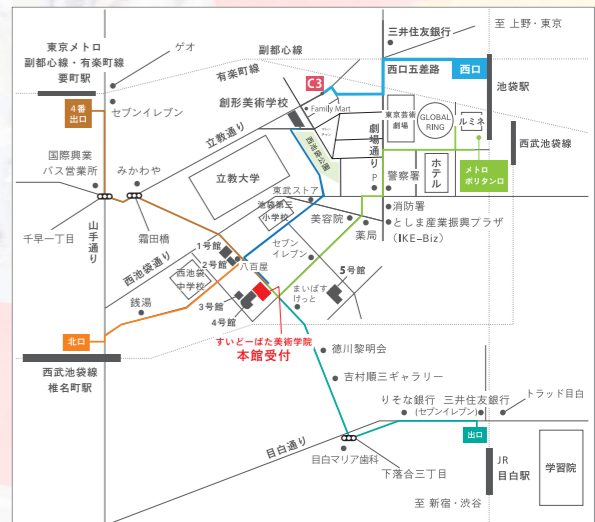 三井住友銀行
至 上野・東京
東京メトロ
副都心線・有楽町線
要町駅
ゲオ
副都心線
有楽町線
C3
西口五差路
西口
池袋駅
4番
出口
セブンイレブン
創形美術学校
Family Mart
東京芸術
劇場
GLOBAL
RING
ルミネ
西武池袋線
立教通り
西池袋公園
劇場通り
国際興業
バス営業所
みかわや
立教大学
P
警察署
ホテル
メトロ
ポリタン口
東武ストア
池袋第三
小学校
美容院
消防署
としま産業振興プラザ
(IKE-Biz)
薬局
千早一丁目
山手通り
霜田橋
西池袋通り
1号館
2号館
八百屋
セブン
イレブン
西池袋
中学校
5号館
まいばす
けっと
銭湯
3号館
4号館
北口
すいどーばた美術学院
本館受付
西武池袋線
椎名町駅
徳川黎明会
吉村順三ギャラリー
りそな銀行
三井住友銀行
(セブンイレブン)
トラッド目白
目白通り
出口
目白マリア歯科
下落合三丁目
JR
目白駅
学習院
至 新宿・渋谷